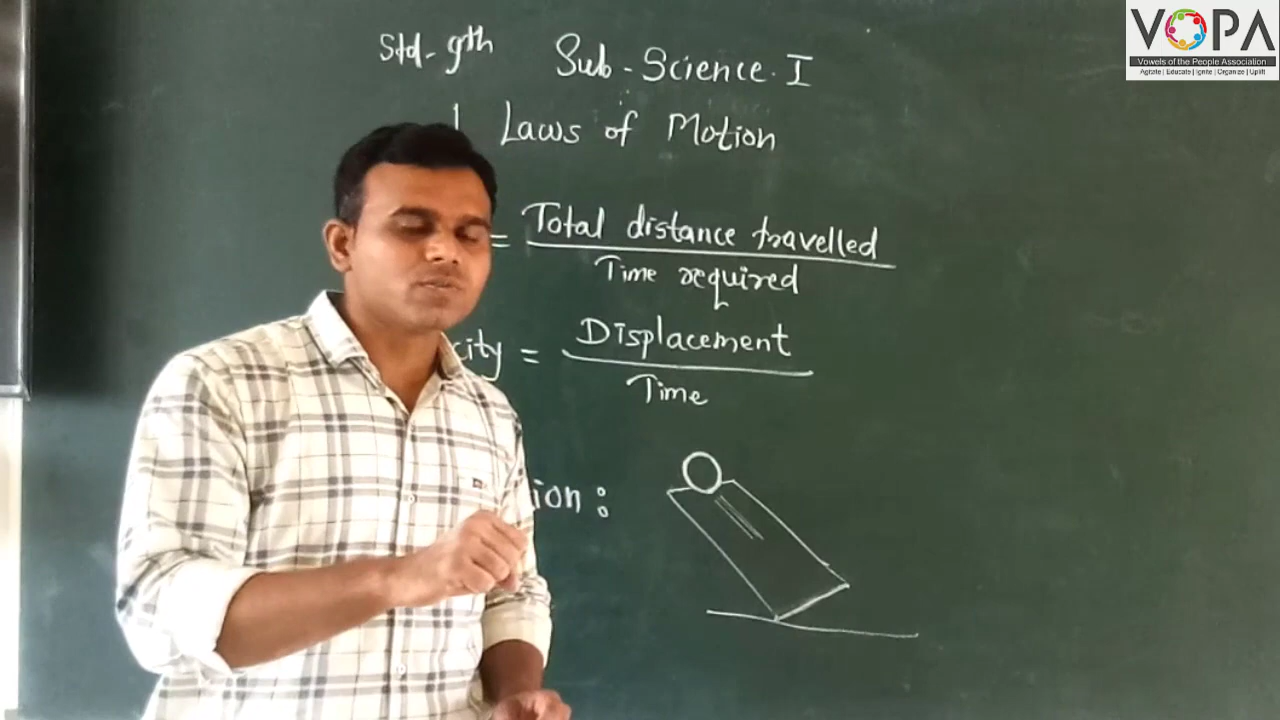 Std- 9th Sub - Science. I
1 Laws of Motion
= Total distance travelled
Time required
city = Displacement
Time
ion :
VOPA
Vowels of the People Association
Agitate | Educate | Ignite | Organize | Uplift